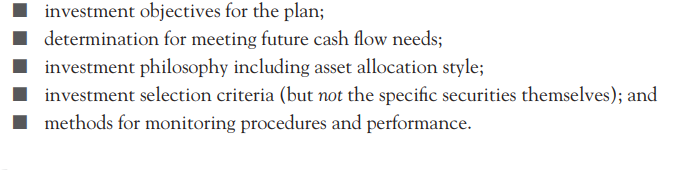 ■ investment objectives for the plan;
■ determination for meeting future cash flow needs;
■ investment philosophy including asset allocation style;
■ investment selection criteria (but not the specific securities themselves); and
■ methods for monitoring procedures and performance.